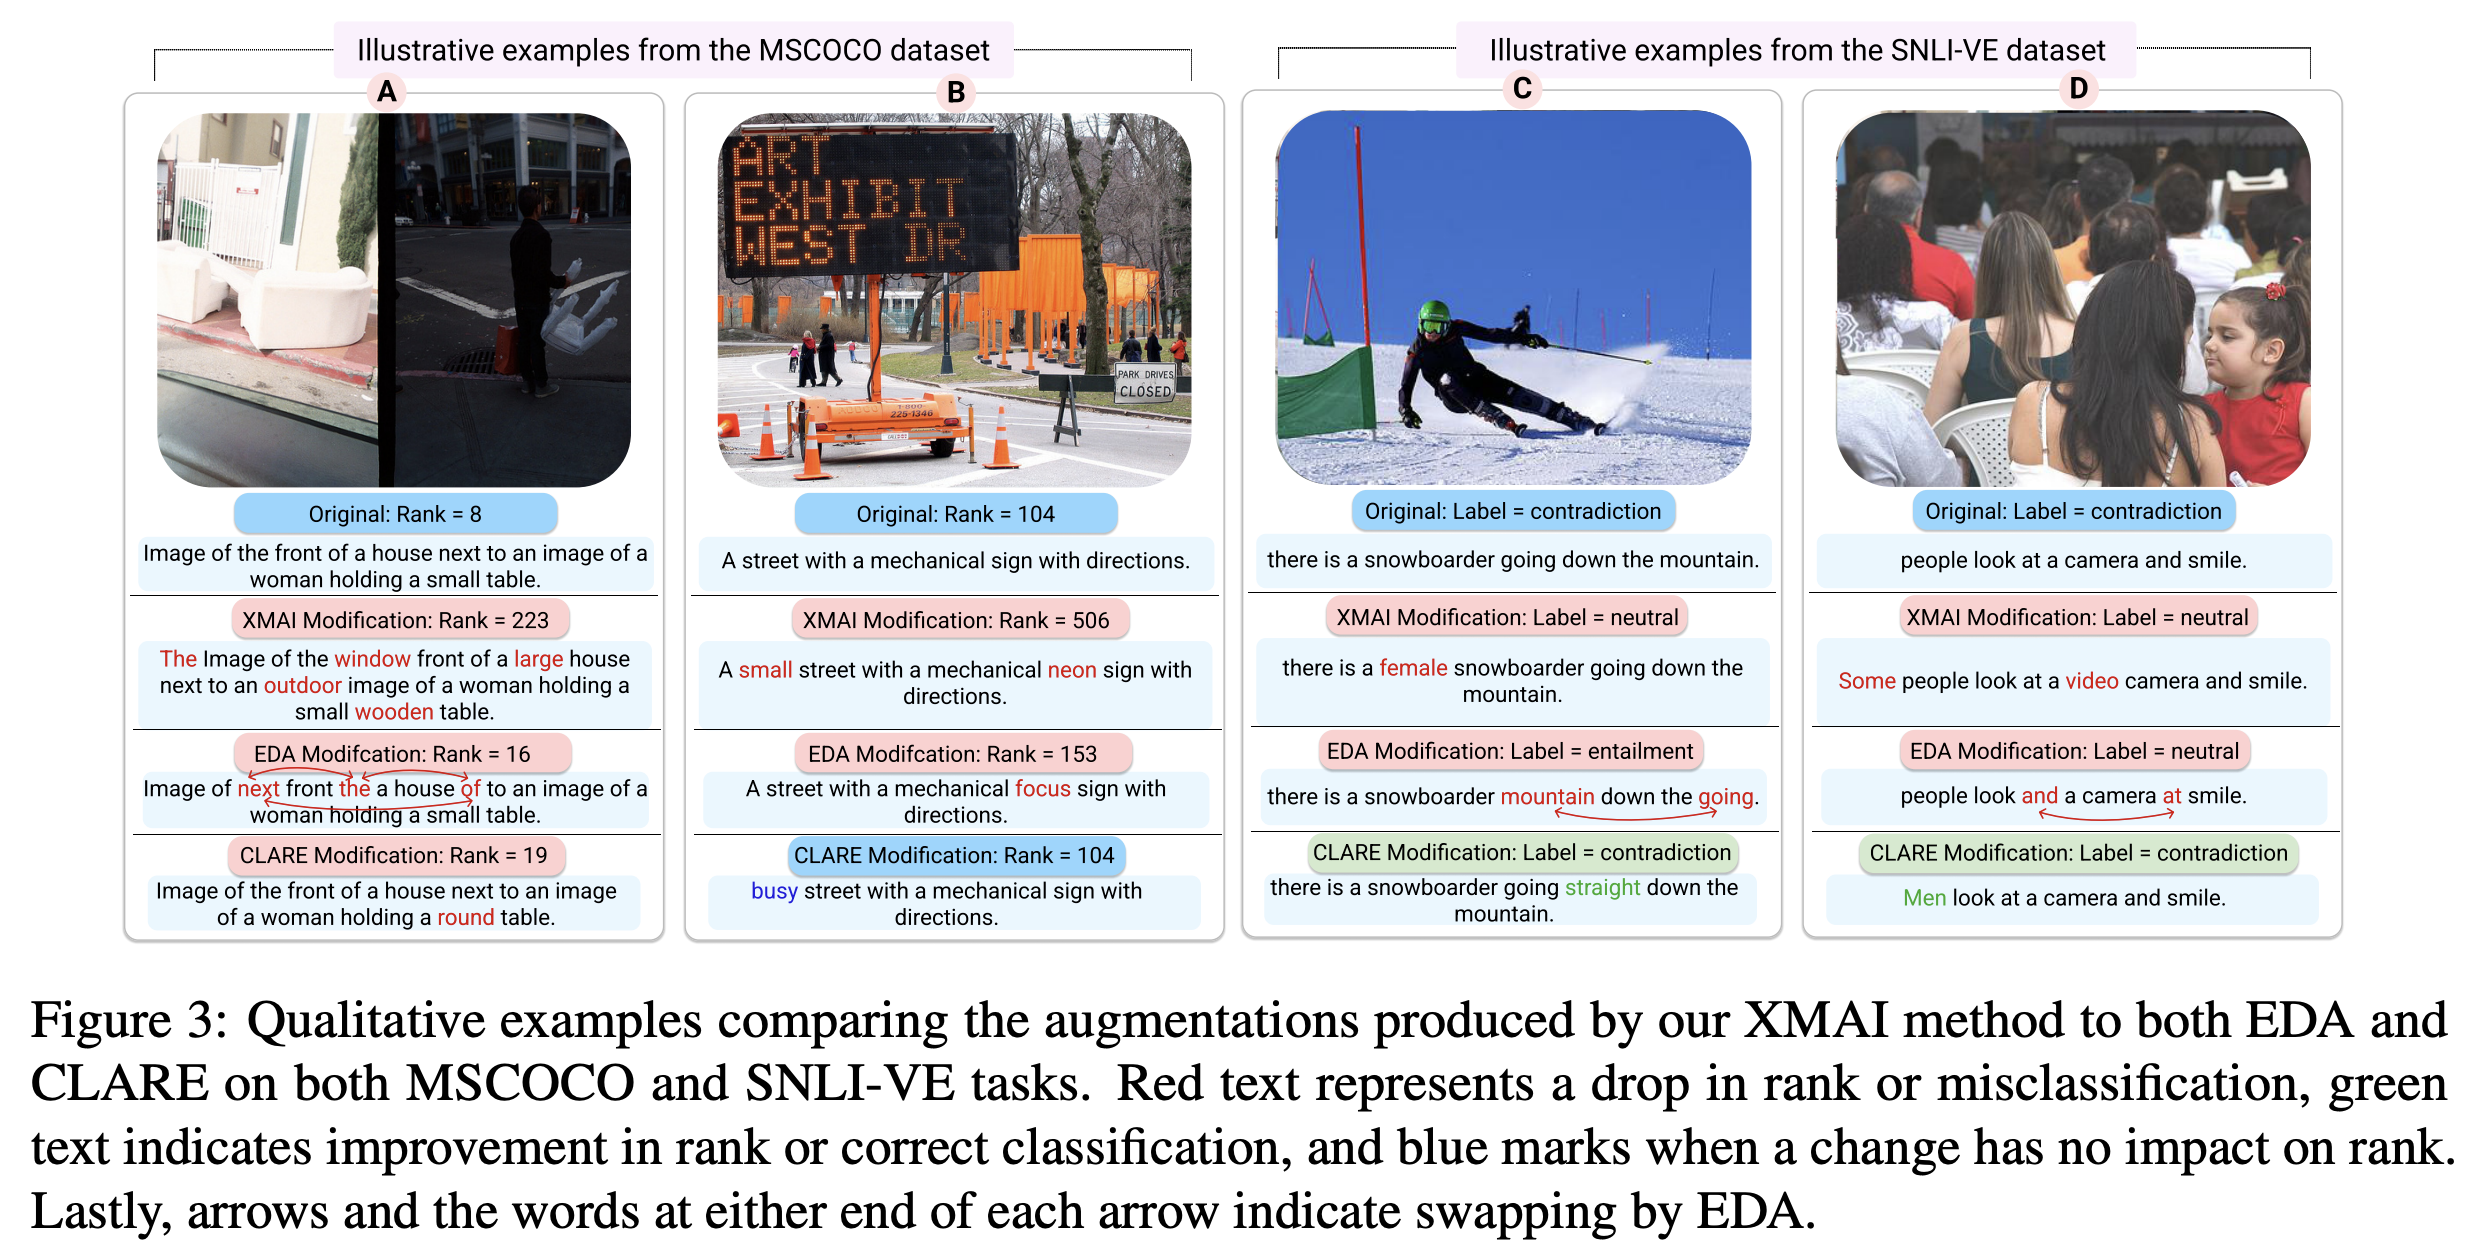 Illustrative examples from the MSCOCO dataset
Illustrative examples from the SNLI-VE dataset
A
ART
EXHIBIT
WEST DR
PARK DRIVES
CLOSED
1-800-
225-1346
Original: Rank = 8
Image of the front of a house next to an image of a
woman holding a small table.
XMAI Modification: Rank = 223
The Image of the window front of a large house
next to an outdoor image of a woman holding a
small wooden table.
EDA Modifcation: Rank = 16
Image of next front the a house of to an image of a
woman holding a small table.
CLARE Modification: Rank = 19
Image of the front of a house next to an image
of a woman holding a round table.
B
Original: Rank = 104
A street with a mechanical sign with directions.
XMAI Modification: Rank = 506
A small street with a mechanical neon sign with
directions.
EDA Modifcation: Rank = 153
A street with a mechanical focus sign with
directions.
CLARE Modification: Rank = 104
busy street with a mechanical sign with
directions.
C
Original: Label = contradiction
there is a snowboarder going down the mountain.
XMAI Modification: Label = neutral
there is a female snowboarder going down the
mountain.
EDA Modification: Label = entailment
there is a snowboarder mountain down the going.
CLARE Modification: Label = contradiction
there is a snowboarder going straight down the
mountain.
D
Original: Label = contradiction
people look at a camera and smile.
XMAI Modification: Label = neutral
Some people look at a video camera and smile.
EDA Modification: Label = neutral
people look and a camera at smile.
CLARE Modification: Label = contradiction
Men look at a camera and smile.
Figure 3: Qualitative examples comparing the augmentations produced by our XMAI method to both EDA and
CLARE on both MSCOCO and SNLI-VE tasks. Red text represents a drop in rank or misclassification, green
text indicates improvement in rank or correct classification, and blue marks when a change has no impact on rank.
Lastly, arrows and the words at either end of each arrow indicate swapping by EDA.